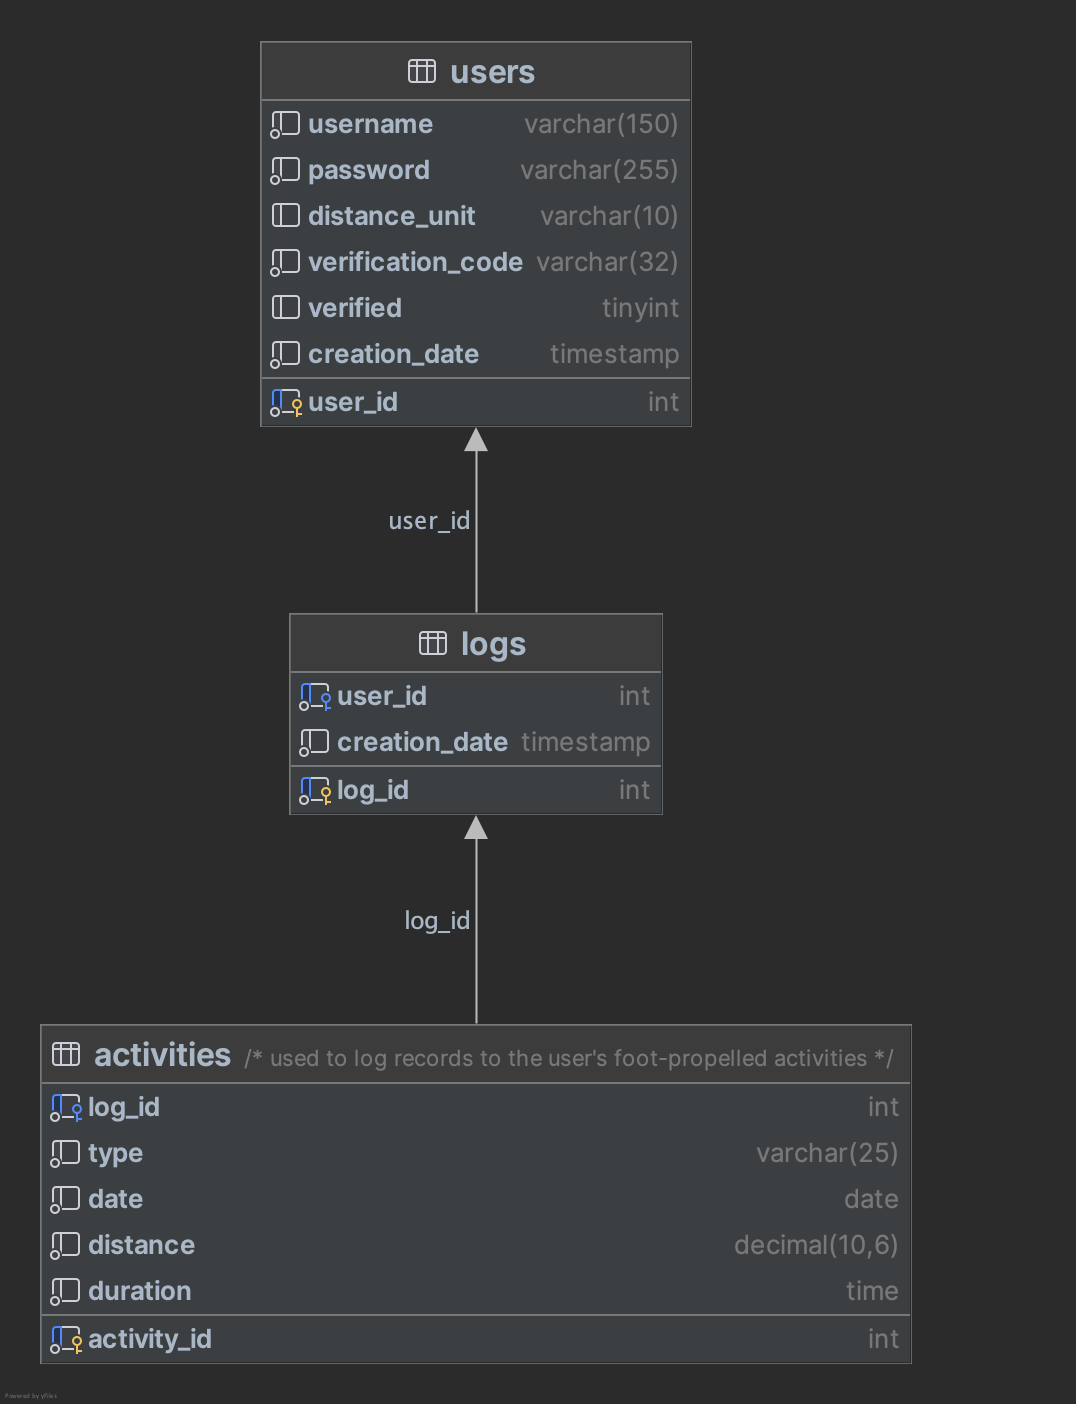 users
username varchar(150)
password varchar(255)
distance_unit varchar(10)
verification_code varchar(32)
verified tinyint
creation_date timestamp
user_id int
user_id
logs
user_id int
creation_date timestamp
log_id int
log_id
activities /* used to log records to the user's foot-propelled activities */
log_id int
type varchar(25)
date date
distance decimal(10,6)
duration time
activity_id int
Powered by yFiles